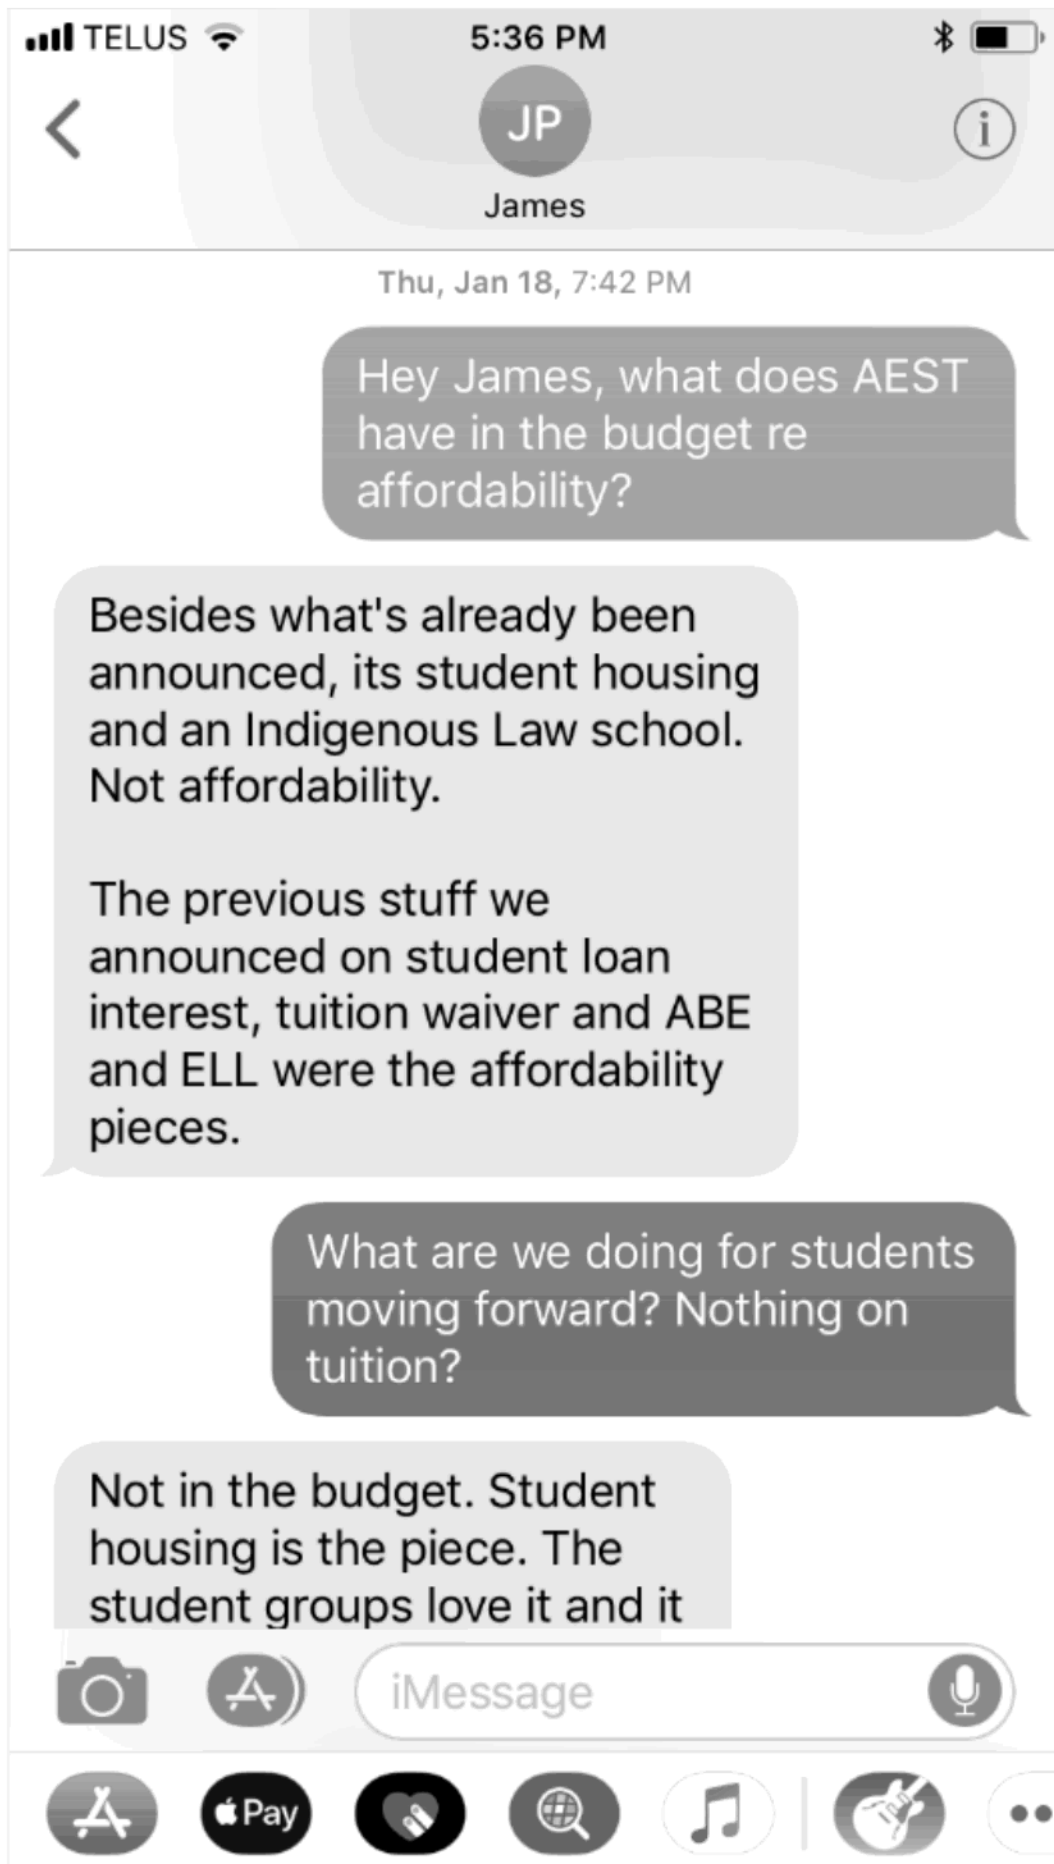 TELUS 5:36 PM
JP
i
James
Thu, Jan 18, 7:42 PM
Hey James, what does AEST
have in the budget re
affordability?
Besides what's already been
announced, its student housing
and an Indigenous Law school.
Not affordability.
The previous stuff we
announced on student loan
interest, tuition waiver and ABE
and ELL were the affordability
pieces.
What are we doing for students
moving forward? Nothing on
tuition?
Not in the budget. Student
housing is the piece. The
student groups love it and it
iMessage
Pay